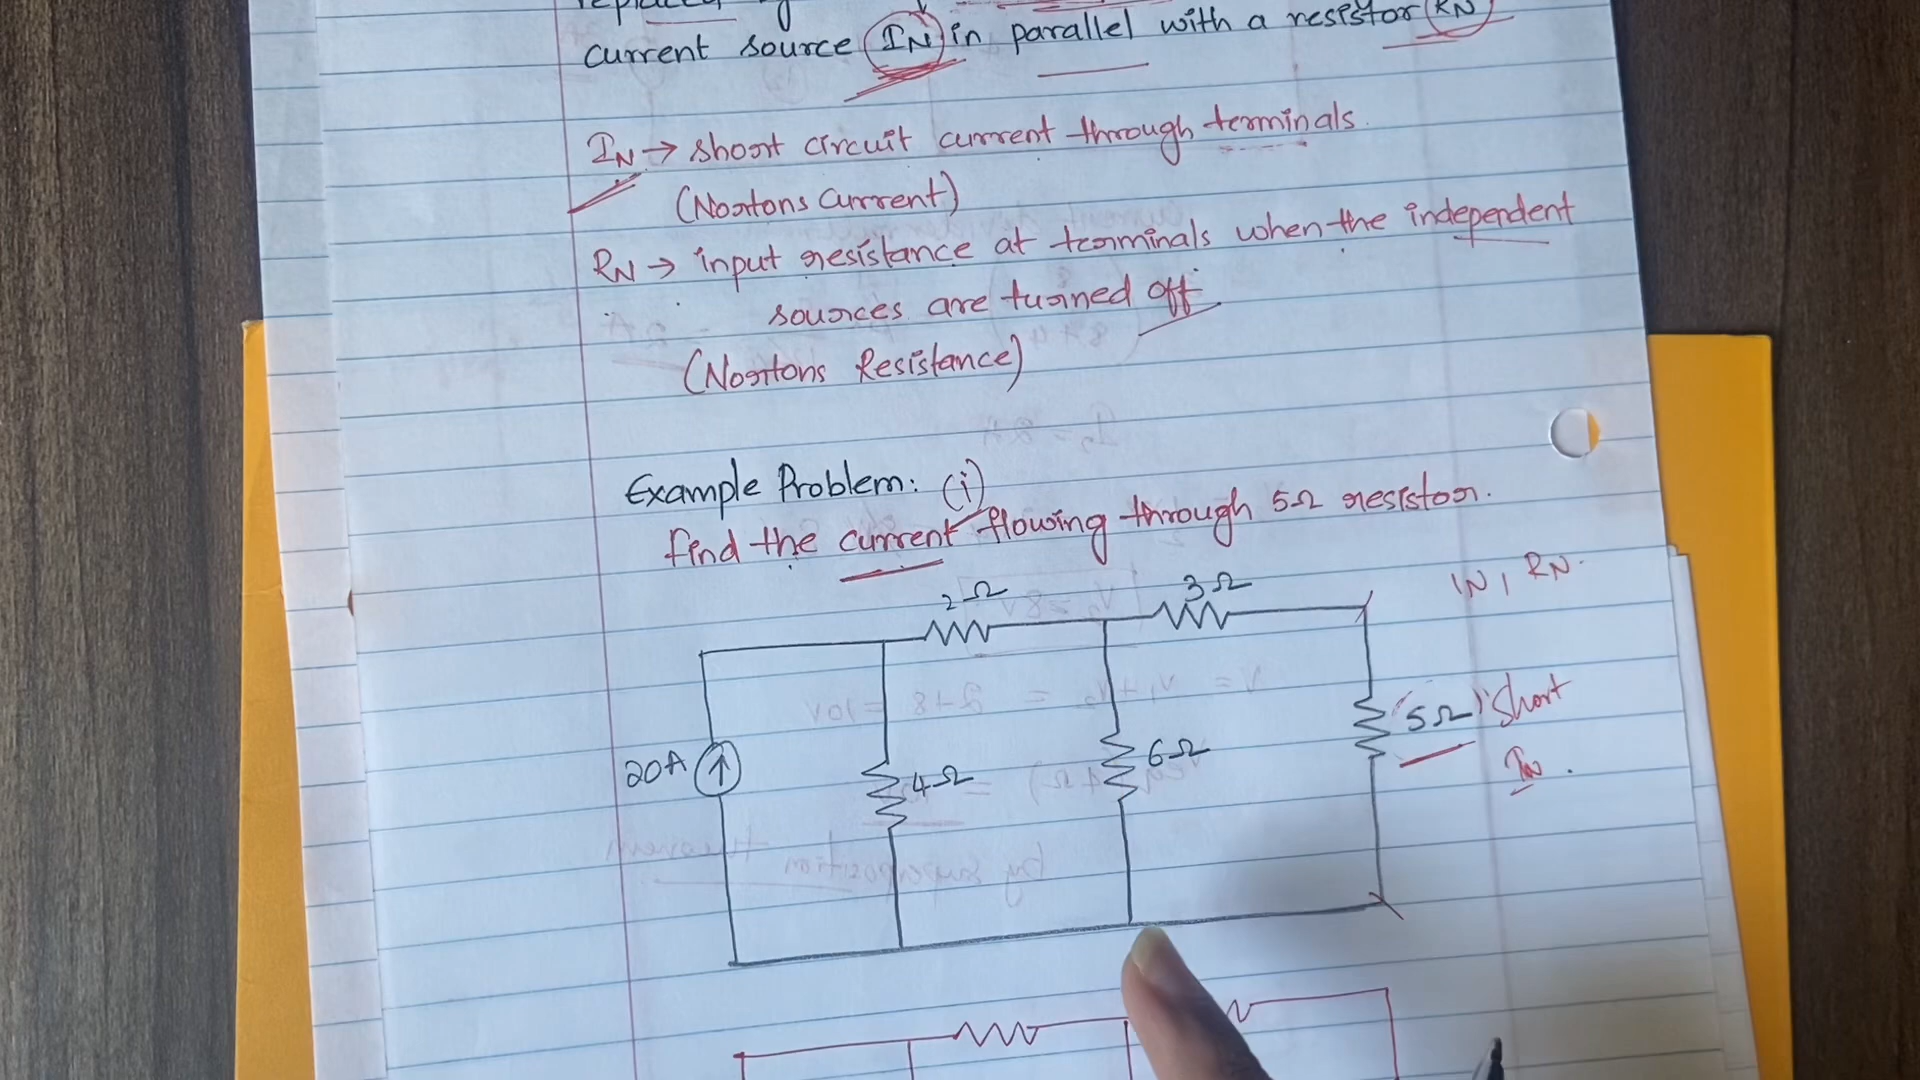 current source IN in parallel with a resistor RN
IN → short circuit current through terminals.
(Nortons Current)
RN → input resistance at terminals when the independent
sources are turned off
(Nortons Resistance)
Example Problem: (i)
find the current flowing through 5Ω resistor.
IN, RN.
2Ω
3Ω
20A
4Ω
6Ω
5Ω
short
IN.